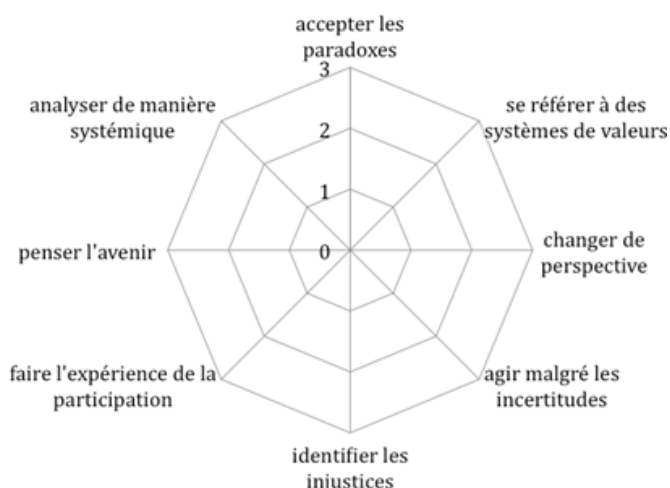 accepter les
paradoxes
3
analyser de manière
systémique
se référer à des
systèmes de valeurs
2
1
penser l'avenir
0
changer de
perspective
faire l'expérience de la
participation
agir malgré les
incertitudes
identifier les
injustices